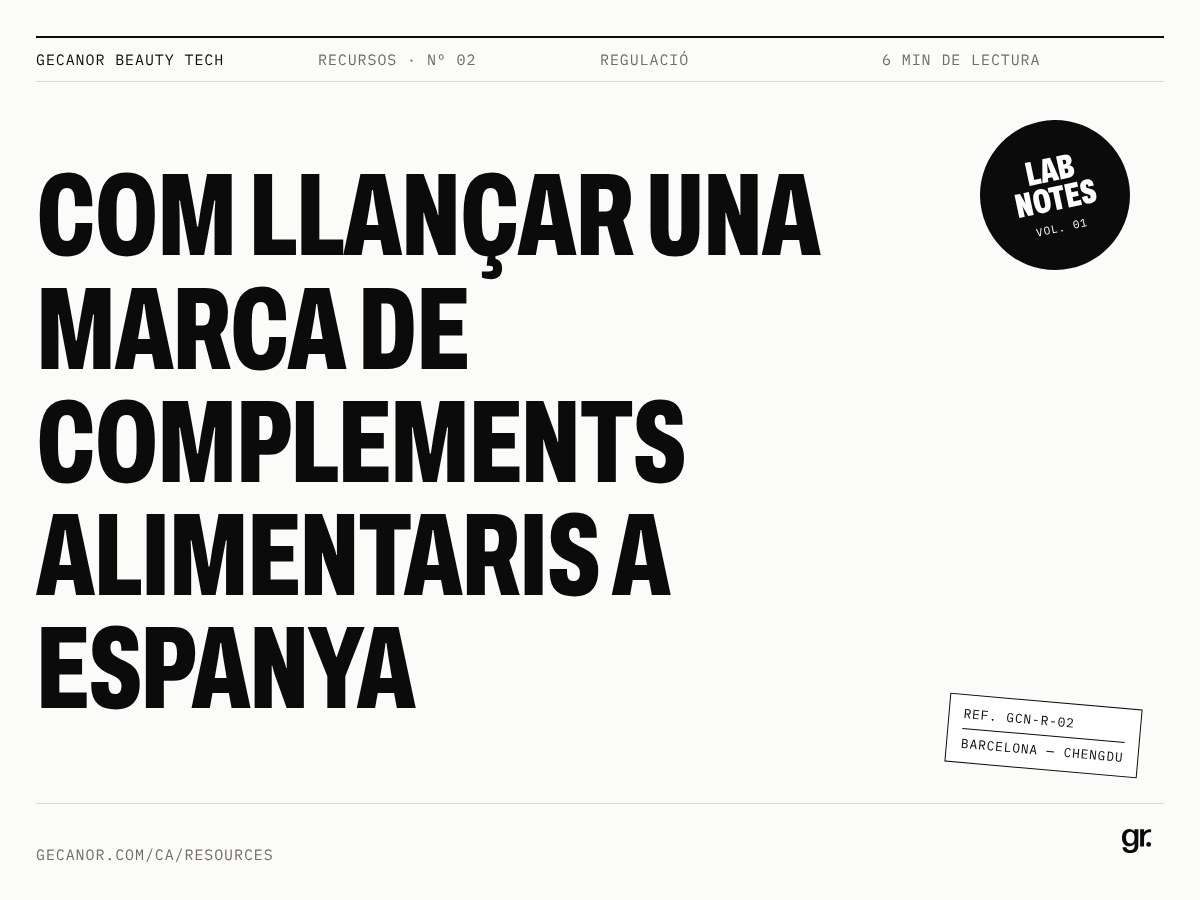 GECANOR BEAUTY TECH
RECURSOS · Nº 02
REGULACIÓ
6 MIN DE LECTURA
LAB
NOTES
VOL. 01
COM LLANÇAR UNA
MARCA DE
COMPLEMENTS
ALIMENTARIS A
ESPANYA
REF. GCN-R-02
BARCELONA — CHENGDU
GECANOR.COM/CA/RESOURCES
gr.